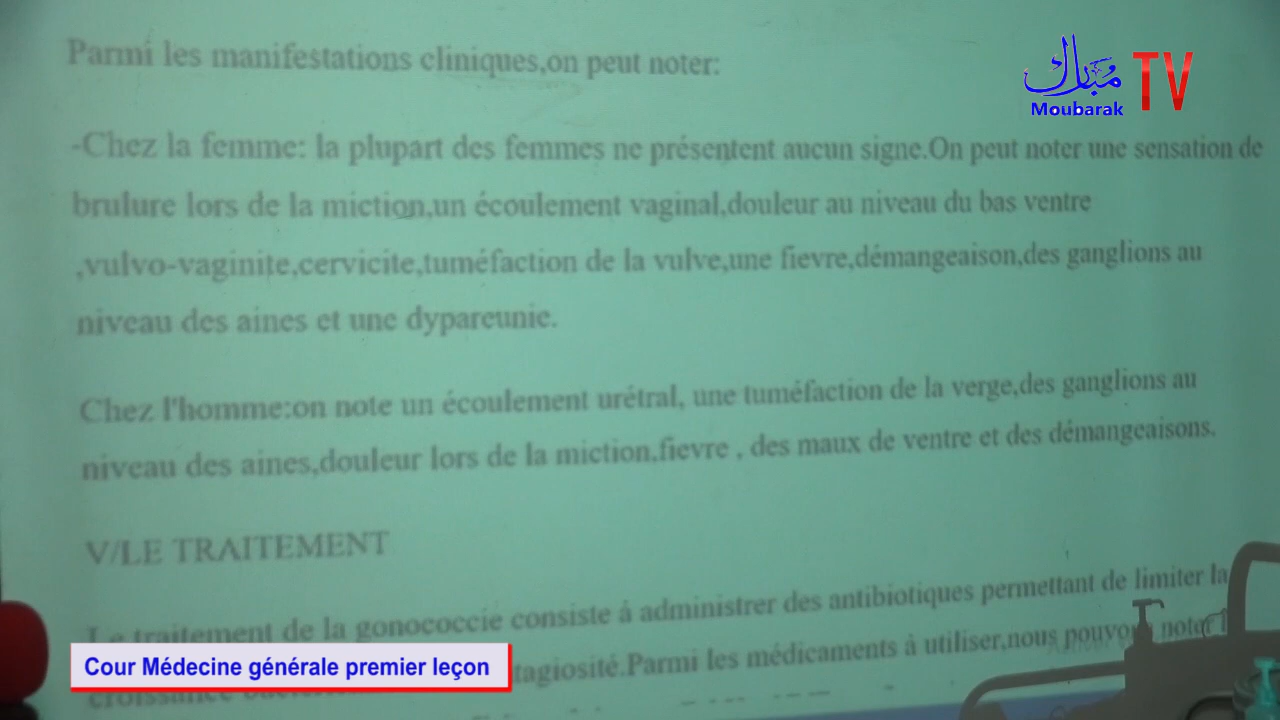 Parmi les manifestations cliniques,on peut noter:
مبارك
Moubarak
TV
-Chez la femme: la plupart des femmes ne présentent aucun signe.On peut noter une sensation de
brulure lors de la miction,un écoulement vaginal,douleur au niveau du bas ventre
,vulvo-vaginite,cervicite,tuméfaction de la vulve,une fievre,démangeaison,des ganglions au
niveau des aines et une dypareunie.
Chez l'homme:on note un écoulement urétral, une tuméfaction de la verge,des ganglions au
niveau des aines,douleur lors de la miction,fievre , des maux de ventre et des démangeaisons.
V/LE TRAITEMENT
Le traitement de la gonococcie consiste á administrer des antibiotiques permettant de limiter la
croissance tagiosité.Parmi les médicaments á utiliser,nous pouvons noter
Cour Médecine générale premier leçon